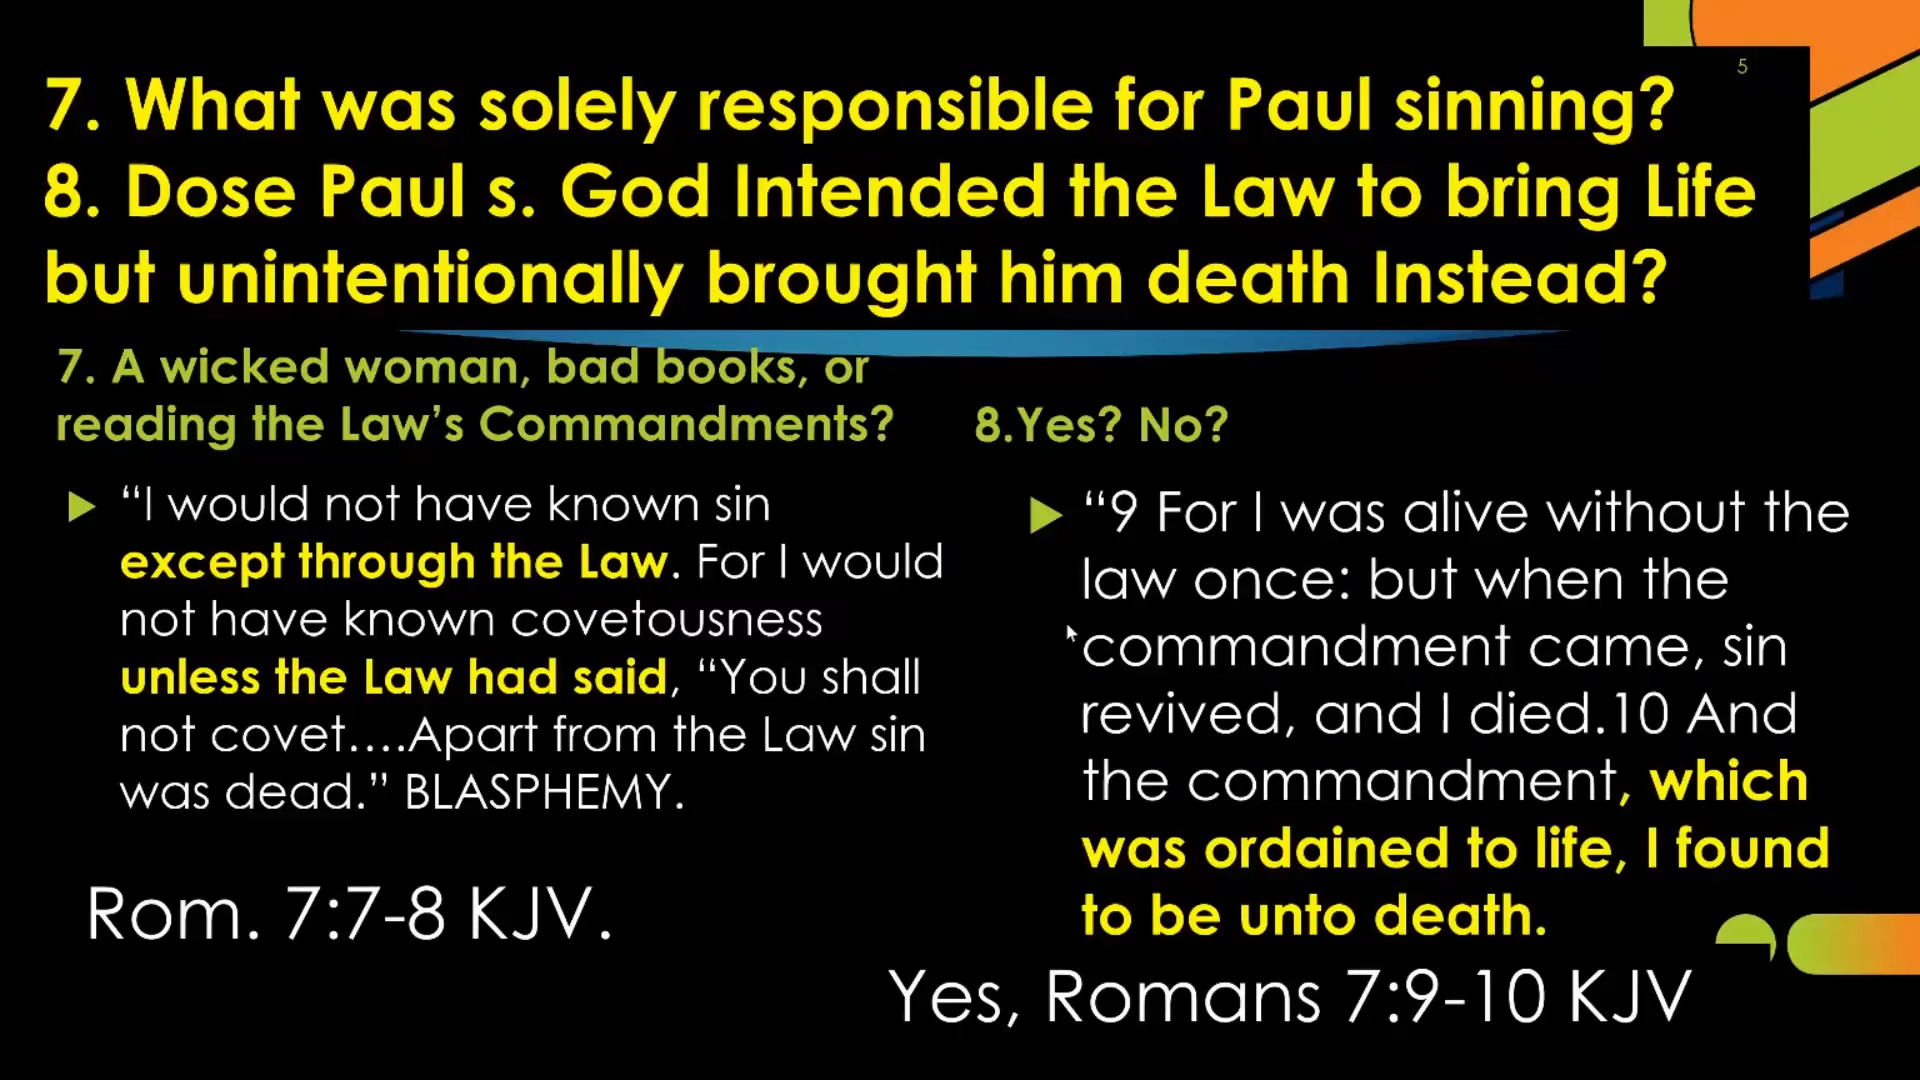 5
7. What was solely responsible for Paul sinning?
8. Dose Paul s. God Intended the Law to bring Life
but unintentionally brought him death Instead?
7. A wicked woman, bad books, or
reading the Law’s Commandments?
“I would not have known sin
except through the Law. For I would
not have known covetousness
unless the Law had said, “You shall
not covet….Apart from the Law sin
was dead.” BLASPHEMY.
Rom. 7:7-8 KJV.
8.Yes? No?
“9 For I was alive without the
law once: but when the
commandment came, sin
revived, and I died.10 And
the commandment, which
was ordained to life, I found
to be unto death.
Yes, Romans 7:9-10 KJV